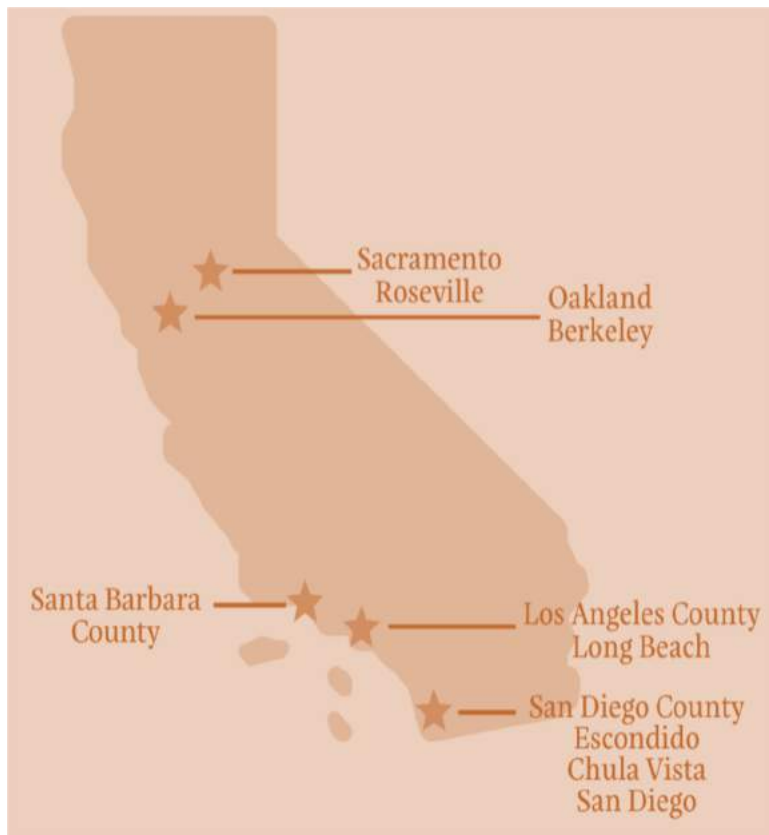 Sacramento
Roseville
Oakland
Berkeley
Santa Barbara
County
Los Angeles County
Long Beach
San Diego County
Escondido
Chula Vista
San Diego